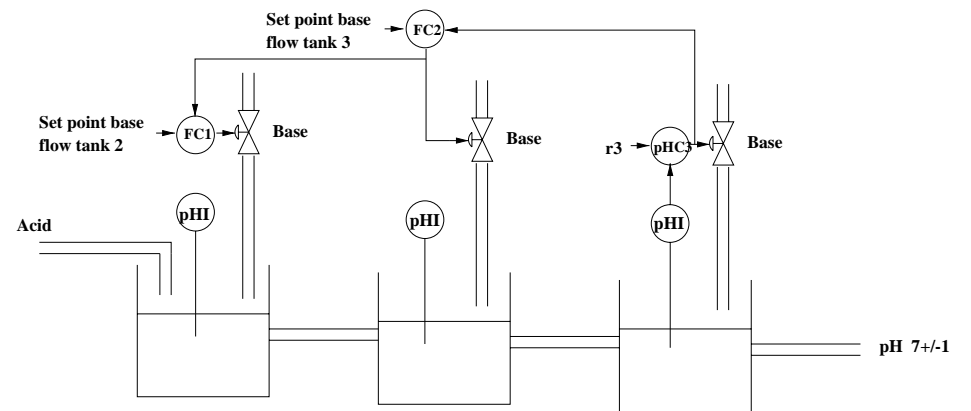 Set point base
flow tank 3
FC2
Set point base
flow tank 2
FC1
Base
Base
r3
pHC3
Base
pHI
pHI
pHI
Acid
pH 7+/-1